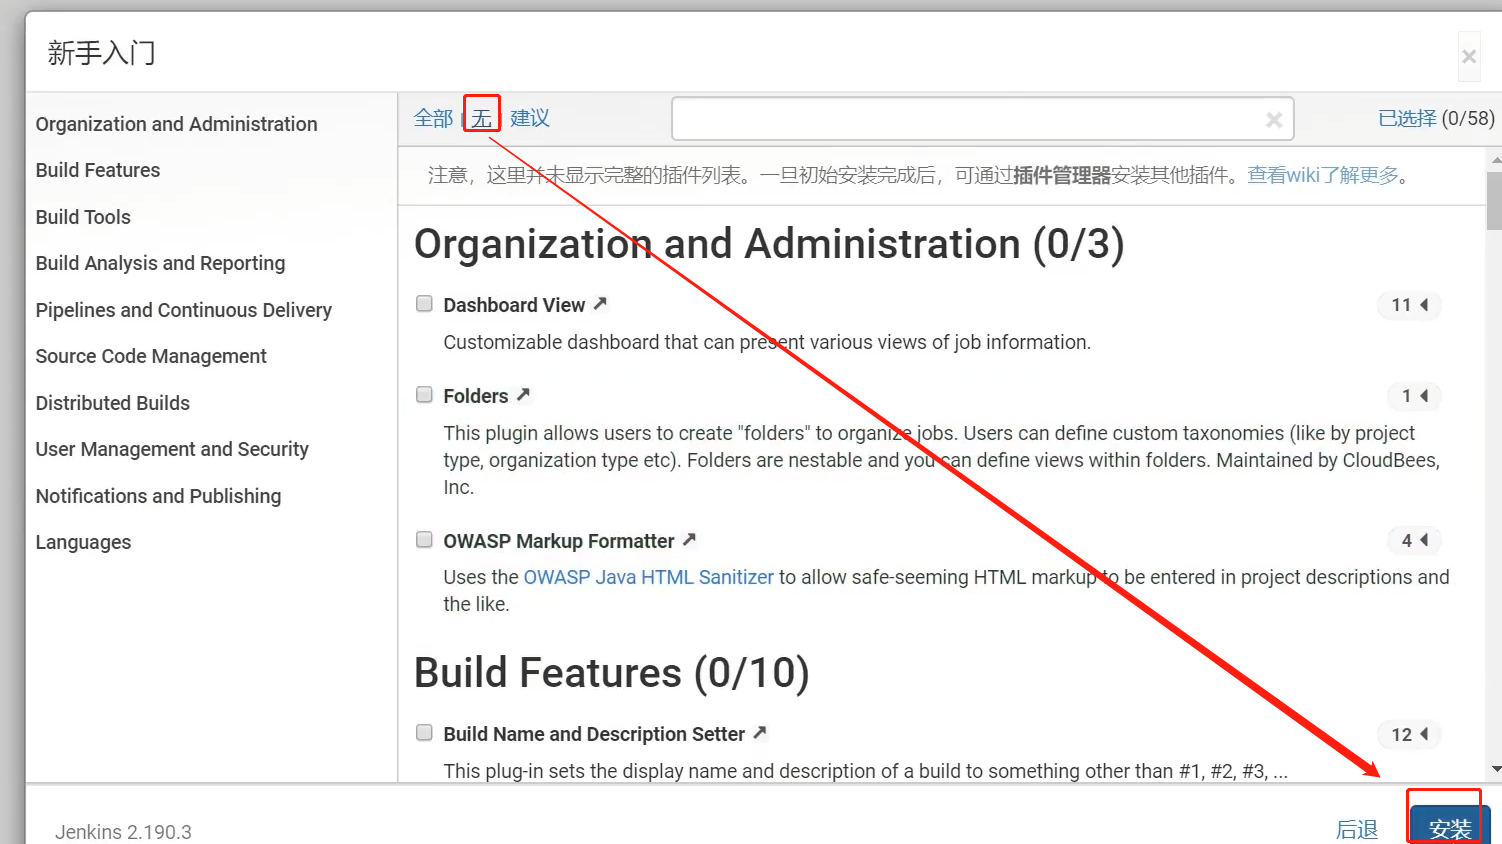 新手入门
×
Organization and Administration
Build Features
Build Tools
Build Analysis and Reporting
Pipelines and Continuous Delivery
Source Code Management
Distributed Builds
User Management and Security
Notifications and Publishing
Languages
全部 | 无 | 建议
×
已选择 (0/58)
注意，这里并未显示完整的插件列表。一旦初始安装完成后，可通过插件管理器安装其他插件。查看wiki了解更多。
Organization and Administration (0/3)
Dashboard View
11
Customizable dashboard that can present various views of job information.
Folders
1
This plugin allows users to create "folders" to organize jobs. Users can define custom taxonomies (like by project
type, organization type etc). Folders are nestable and you can define views within folders. Maintained by CloudBees,
Inc.
OWASP Markup Formatter
4
Uses the OWASP Java HTML Sanitizer to allow safe-seeming HTML markup to be entered in project descriptions and
the like.
Build Features (0/10)
Build Name and Description Setter
12
This plug-in sets the display name and description of a build to something other than #1, #2, #3, ...
Jenkins 2.190.3
后退
安装